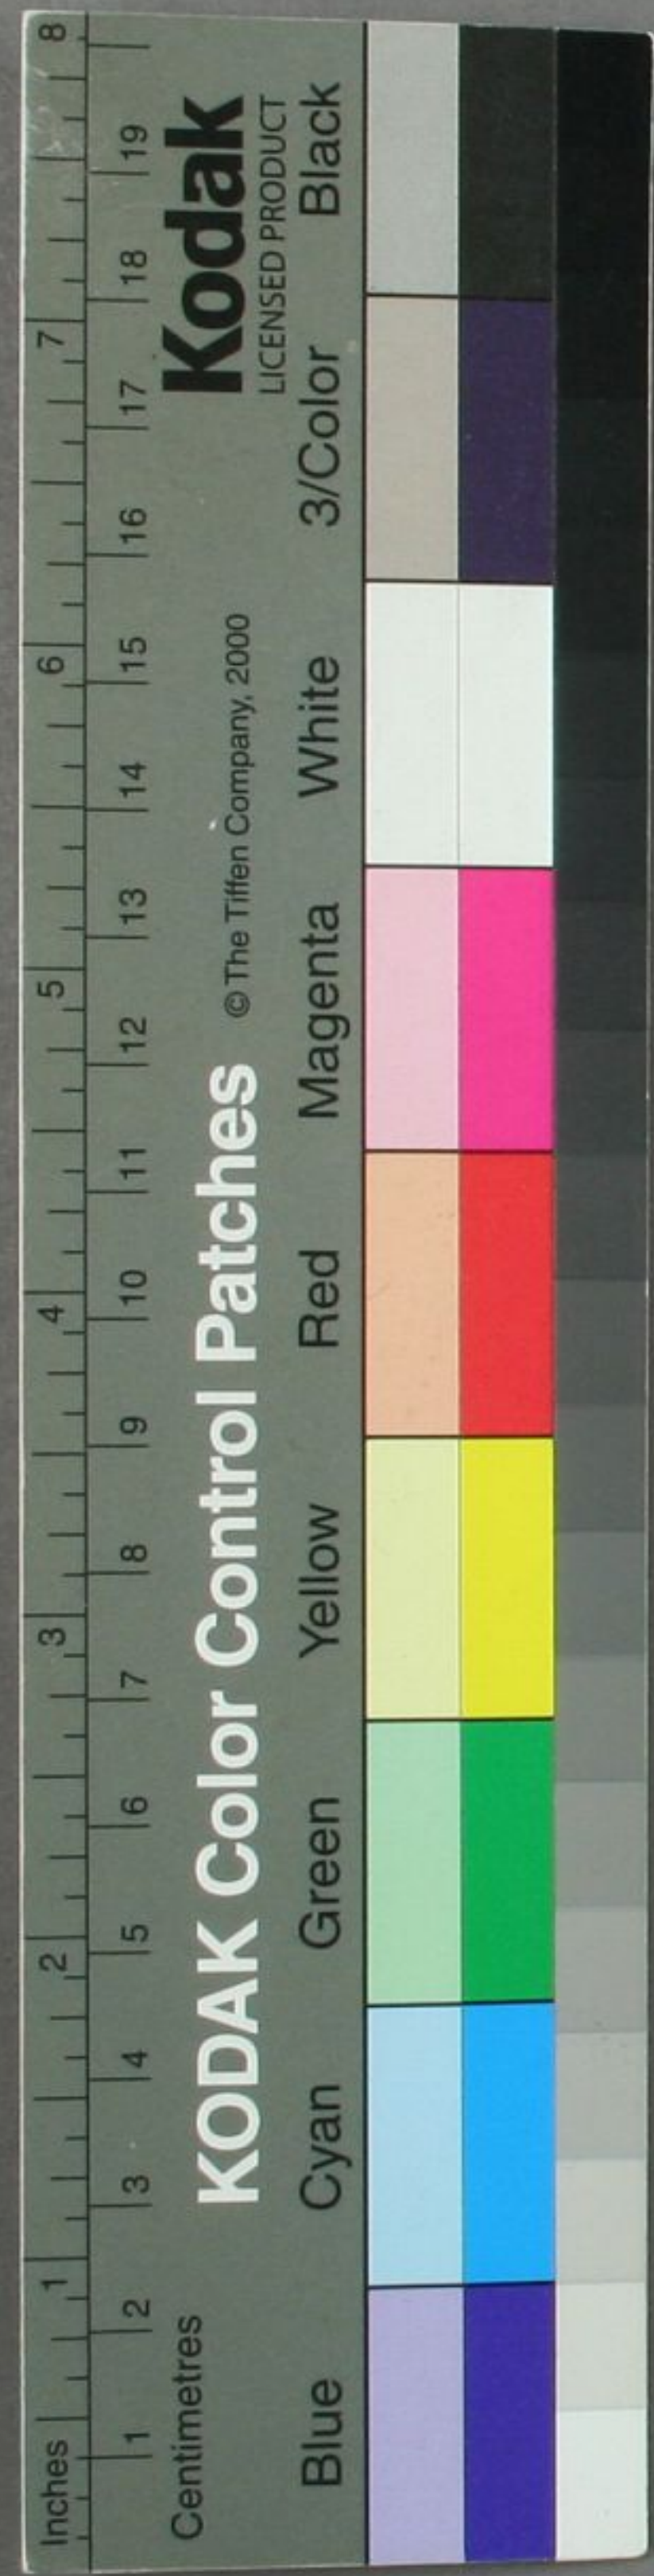 Inches 1 2 3 4 5 6 7 8
1 2 3 4 5 6 7 8 9 10 11 12 13 14 15 16 17 18 19
Centimetres
KODAK Color Control Patches
© The Tiffen Company, 2000
Kodak
LICENSED PRODUCT
Blue Cyan Green Yellow Red Magenta White 3/Color Black